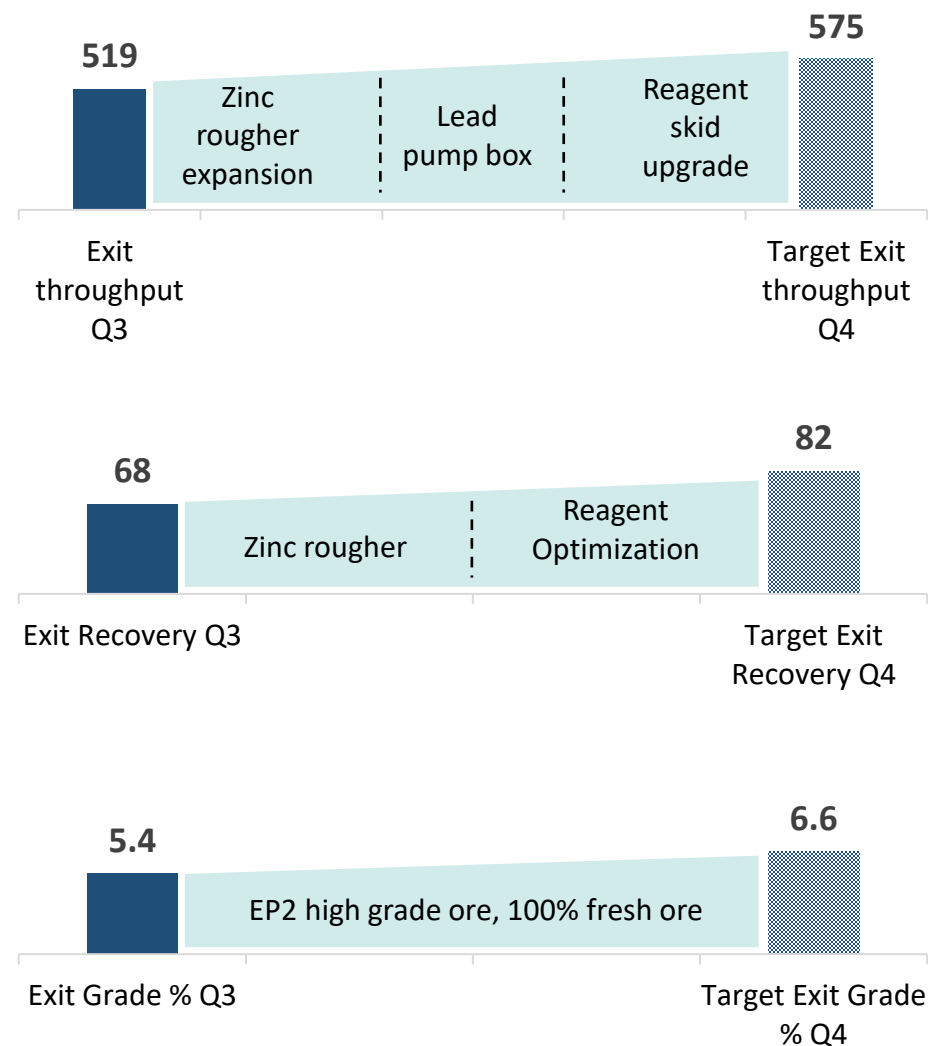 519
575
Zinc
rougher
expansion
Lead
pump box
Reagent
skid
upgrade
Exit
throughput
Q3
Target Exit
throughput
Q4
68
82
Zinc rougher
Reagent
Optimization
Exit Recovery Q3
Target Exit
Recovery Q4
5.4
6.6
EP2 high grade ore, 100% fresh ore
Exit Grade % Q3
Target Exit Grade
% Q4